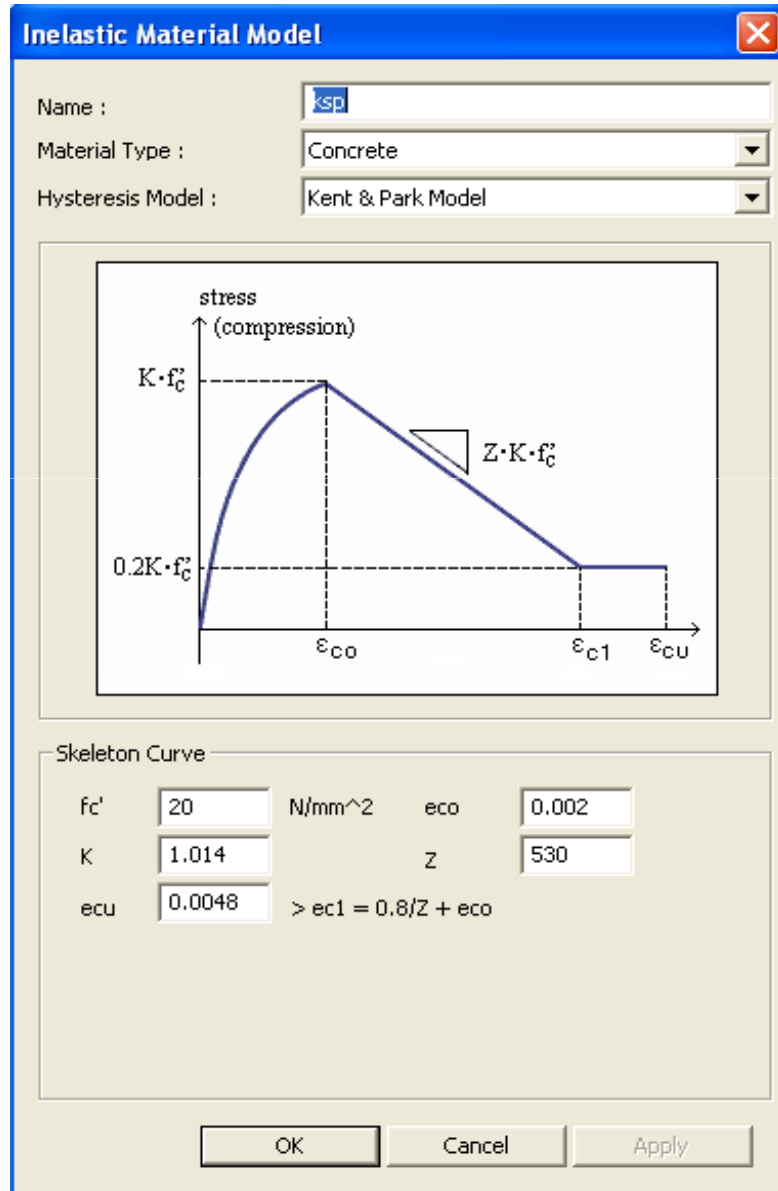 Inelastic Material Model
Name : ksp
Material Type : Concrete
Hysteresis Model : Kent & Park Model
stress
(compression)
K·f'c
Z·K·f'c
0.2K·f'c
εco εc1 εcu
Skeleton Curve
fc' 20 N/mm^2 eco 0.002
K 1.014 Z 530
ecu 0.0048 > ec1 = 0.8/Z + eco
OK Cancel Apply